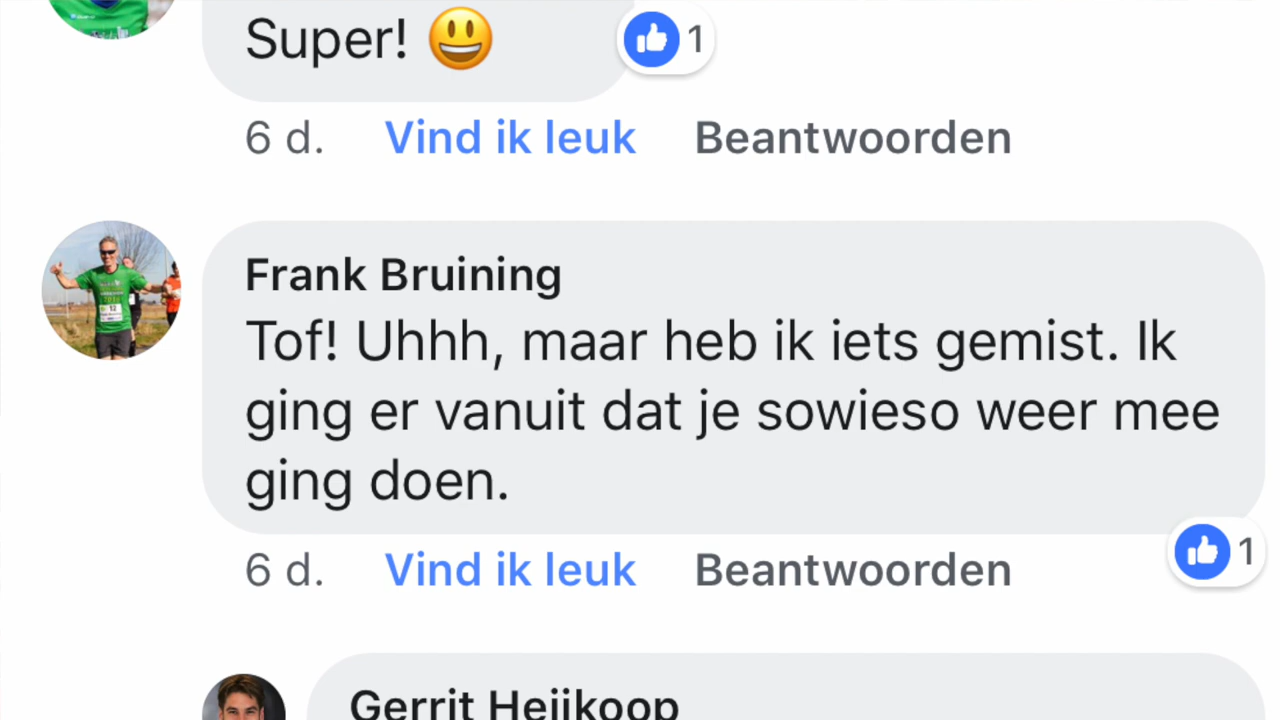 Super! 😃 1
6 d. Vind ik leuk Beantwoorden
Frank Bruining
Tof! Uhhh, maar heb ik iets gemist. Ik
ging er vanuit dat je sowieso weer mee
ging doen.
6 d. Vind ik leuk Beantwoorden 1
Gerrit Heijkoop